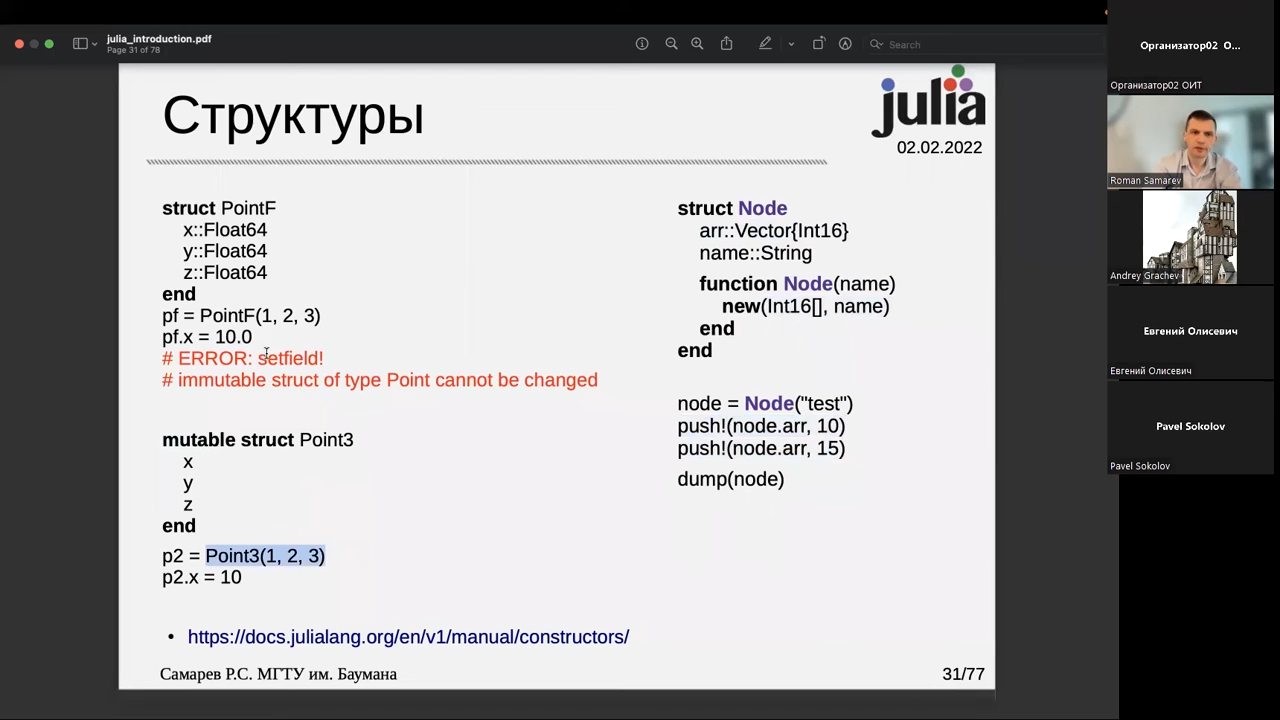 julia_introduction.pdf
Page 31 of 78
Search
Структуры
julia
02.02.2022
struct PointF
x::Float64
y::Float64
z::Float64
end
pf = PointF(1, 2, 3)
pf.x = 10.0
# ERROR: setfield!
# immutable struct of type Point cannot be changed
mutable struct Point3
x
y
z
end
p2 = Point3(1, 2, 3)
p2.x = 10
struct Node
arr::Vector{Int16}
name::String
function Node(name)
new(Int16[], name)
end
end
node = Node("test")
push!(node.arr, 10)
push!(node.arr, 15)
dump(node)
• https://docs.julialang.org/en/v1/manual/constructors/
Самарев Р.С. МГТУ им. Баумана
31/77
Организатор02 О...
Организатор02 ОИТ
Roman Samarev
Andrey Grachev
Евгений Олисевич
Евгений Олисевич
Pavel Sokolov
Pavel Sokolov